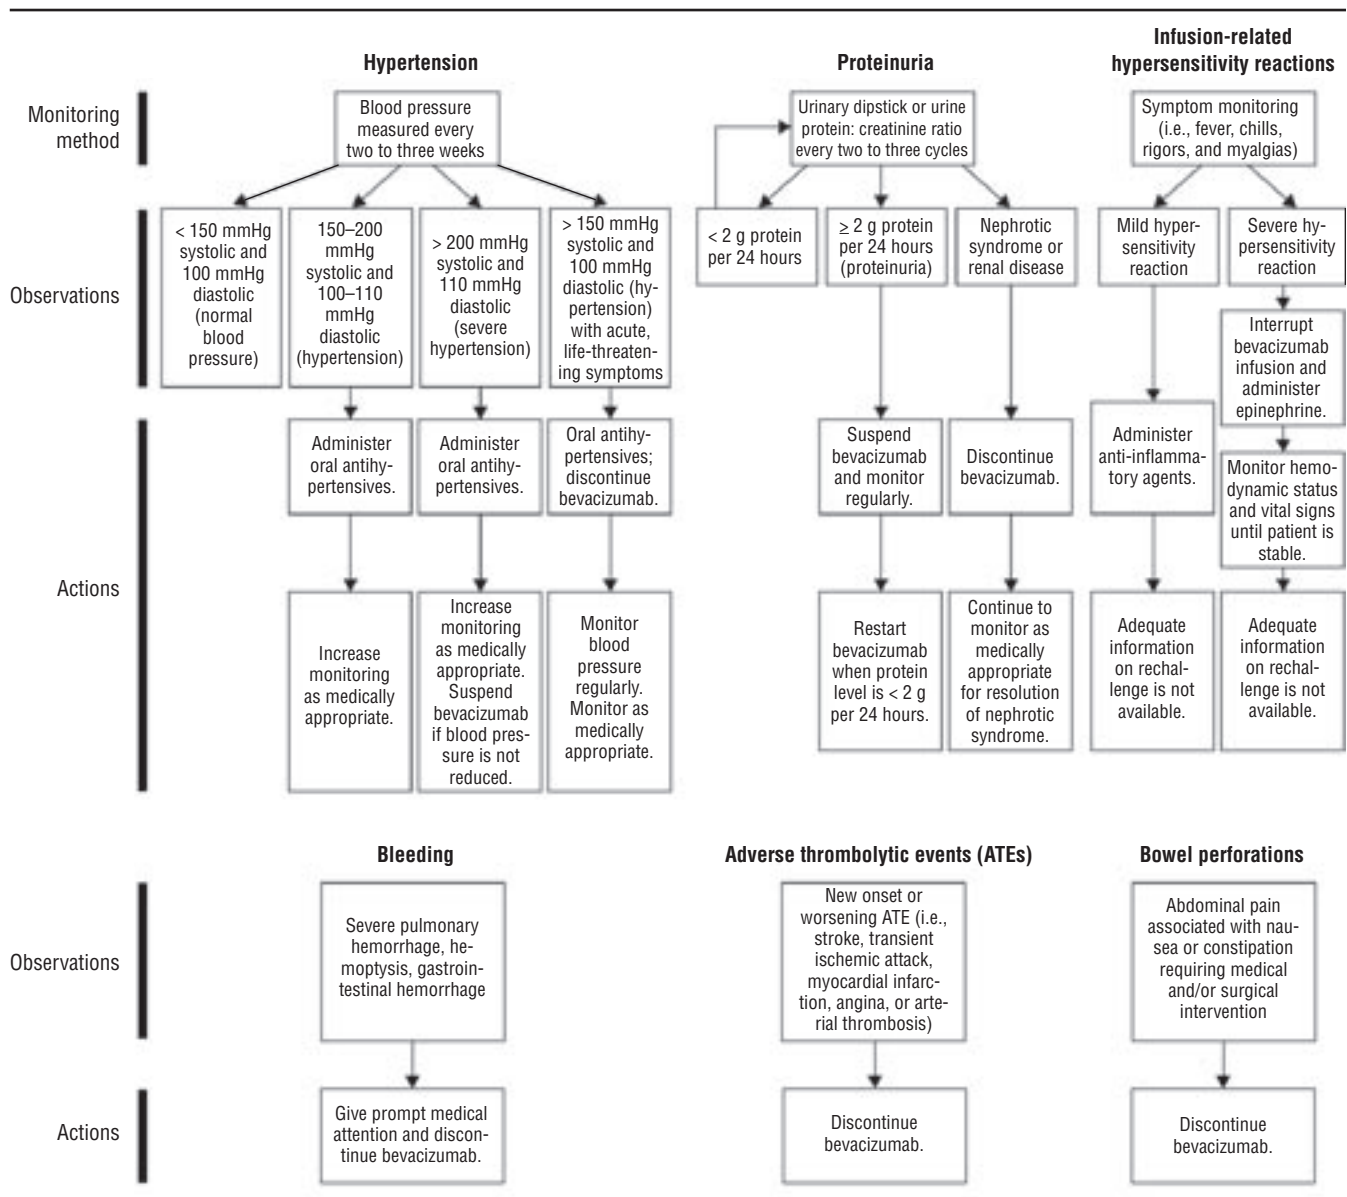 Hypertension
Proteinuria
Infusion-related
hypersensitivity reactions
Monitoring
method
Blood pressure
measured every
two to three weeks
Urinary dipstick or urine
protein: creatinine ratio
every two to three cycles
Symptom monitoring
(i.e., fever, chills,
rigors, and myalgias)
Observations
< 150 mmHg
systolic and
100 mmHg
diastolic
(normal
blood
pressure)
150–200
mmHg
systolic and
100–110
mmHg
diastolic
(hypertension)
> 200 mmHg
systolic and
110 mmHg
diastolic
(severe
hypertension)
> 150 mmHg
systolic and
100 mmHg
diastolic (hy-
pertension)
with acute,
life-threaten-
ing symptoms
< 2 g protein
per 24 hours
≥ 2 g protein
per 24 hours
(proteinuria)
Nephrotic
syndrome or
renal disease
Mild hyper-
sensitivity
reaction
Severe hy-
persensitivity
reaction
Interrupt
bevacizumab
infusion and
administer
epinephrine.
Actions
Administer
oral antihy-
pertensives.
Administer
oral antihy-
pertensives.
Oral antihy-
pertensives;
discontinue
bevacizumab.
Suspend
bevacizumab
and monitor
regularly.
Discontinue
bevacizumab.
Administer
anti-inflamma-
tory agents.
Monitor hemo-
dynamic status
and vital signs
until patient is
stable.
Increase
monitoring
as medically
appropriate.
Increase
monitoring
as medically
appropriate.
Suspend
bevacizumab
if blood pres-
sure is not
reduced.
Monitor
blood
pressure
regularly.
Monitor as
medically
appropriate.
Restart
bevacizumab
when protein
level is < 2 g
per 24 hours.
Continue to
monitor as
medically
appropriate
for resolution
of nephrotic
syndrome.
Adequate
information
on rechal-
lenge is not
available.
Adequate
information
on rechal-
lenge is not
available.
Bleeding
Adverse thrombolytic events (ATEs)
Bowel perforations
Observations
Severe pulmonary
hemorrhage, he-
moptysis, gastroin-
testinal hemorrhage
New onset or
worsening ATE (i.e.,
stroke, transient
ischemic attack,
myocardial infarc-
tion, angina, or arte-
rial thrombosis)
Abdominal pain
associated with nau-
sea or constipation
requiring medical
and/or surgical
intervention
Actions
Give prompt medical
attention and discon-
tinue bevacizumab.
Discontinue
bevacizumab.
Discontinue
bevacizumab.